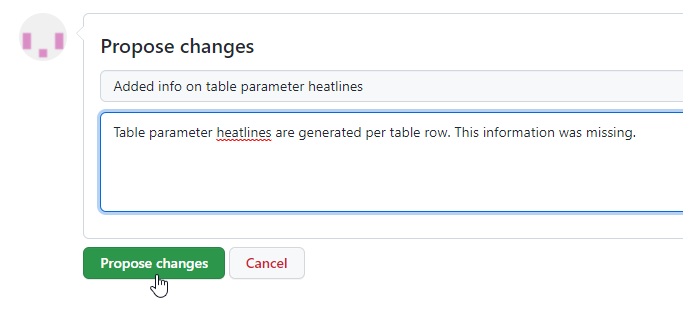 Propose changes
Added info on table parameter heatlines
Table parameter heatlines are generated per table row. This information was missing.
Propose changes
Cancel